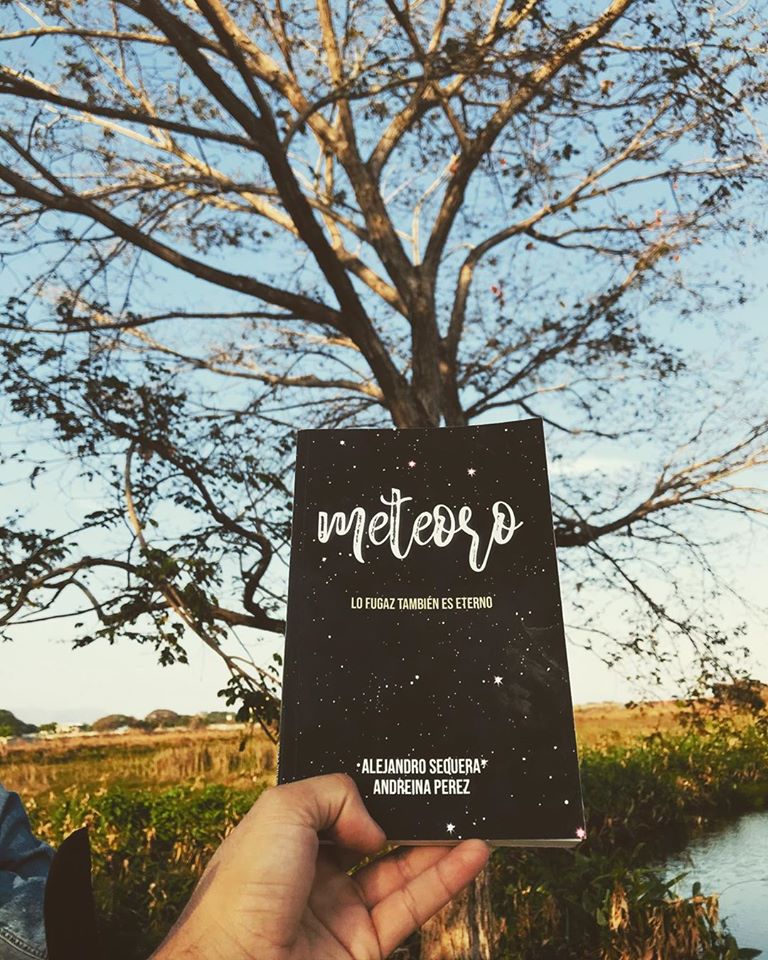 meteoro
LO FUGAZ TAMBIÉN ES ETERNO
ALEJANDRO SEQUERA
ANDREINA PEREZ